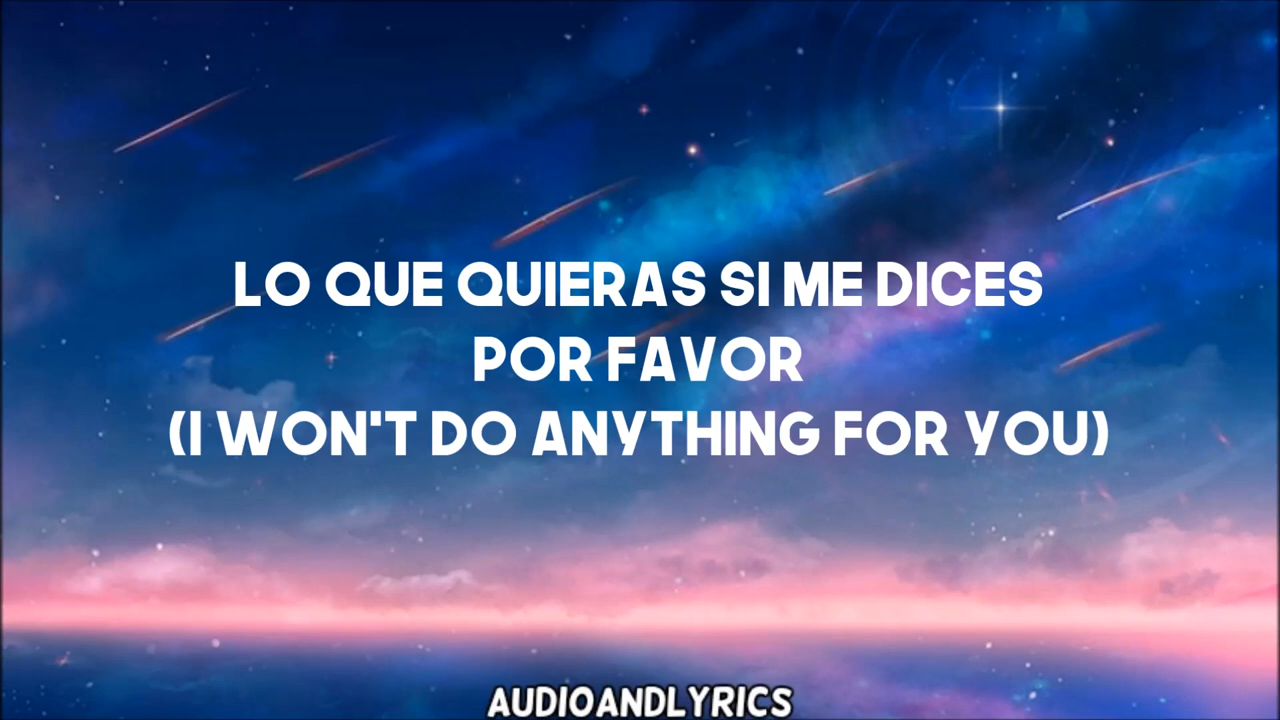 LO QUE QUIERAS SI ME DICES
POR FAVOR
(I WON'T DO ANYTHING FOR YOU)
AUDIOANDLYRICS